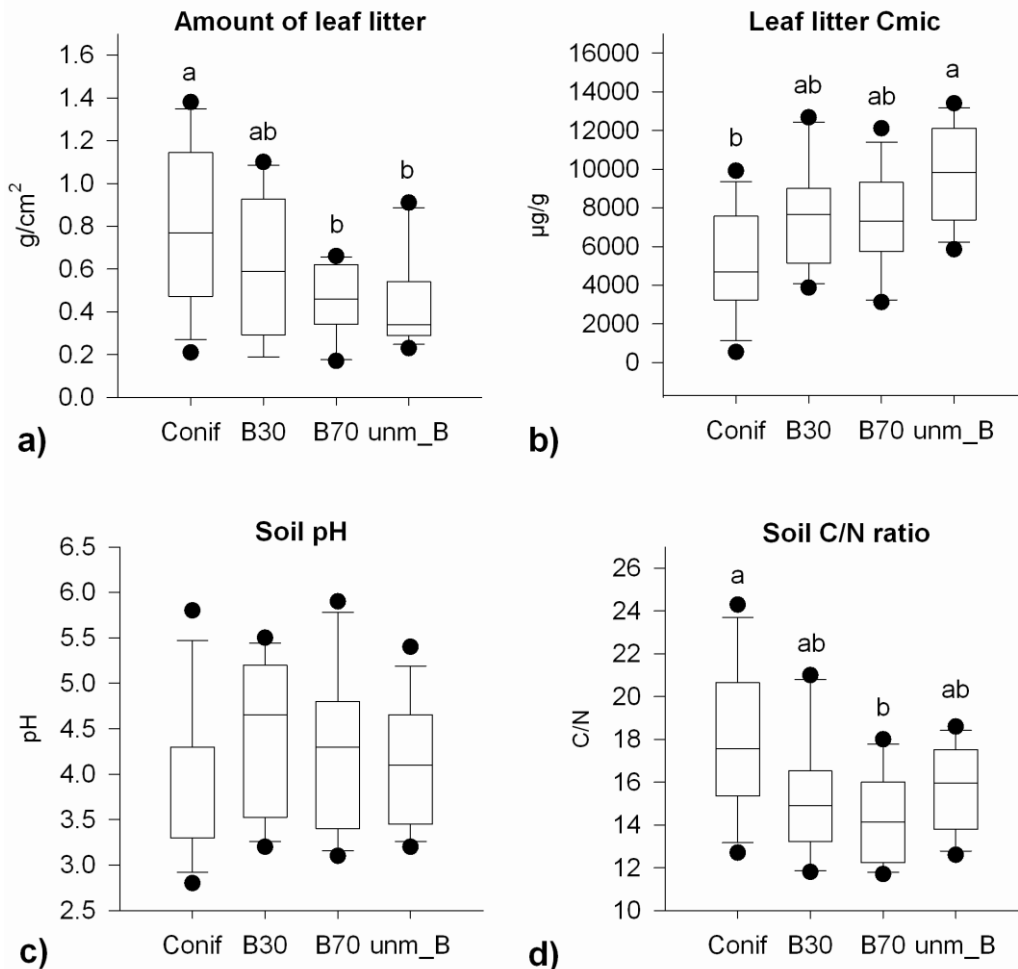 Amount of leaf litter
1.6
1.4
1.2
1.0
0.8
0.6
0.4
0.2
0.0
g/cm²
a
ab
b
b
Conif B30 B70 unm_B
a)
Leaf litter Cmic
16000
14000
12000
10000
8000
6000
4000
2000
0
µg/g
b
ab
ab
a
Conif B30 B70 unm_B
b)
Soil pH
6.5
6.0
5.5
5.0
4.5
4.0
3.5
3.0
2.5
pH
Conif B30 B70 unm_B
c)
Soil C/N ratio
26
24
22
20
18
16
14
12
10
C/N
a
ab
b
ab
Conif B30 B70 unm_B
d)